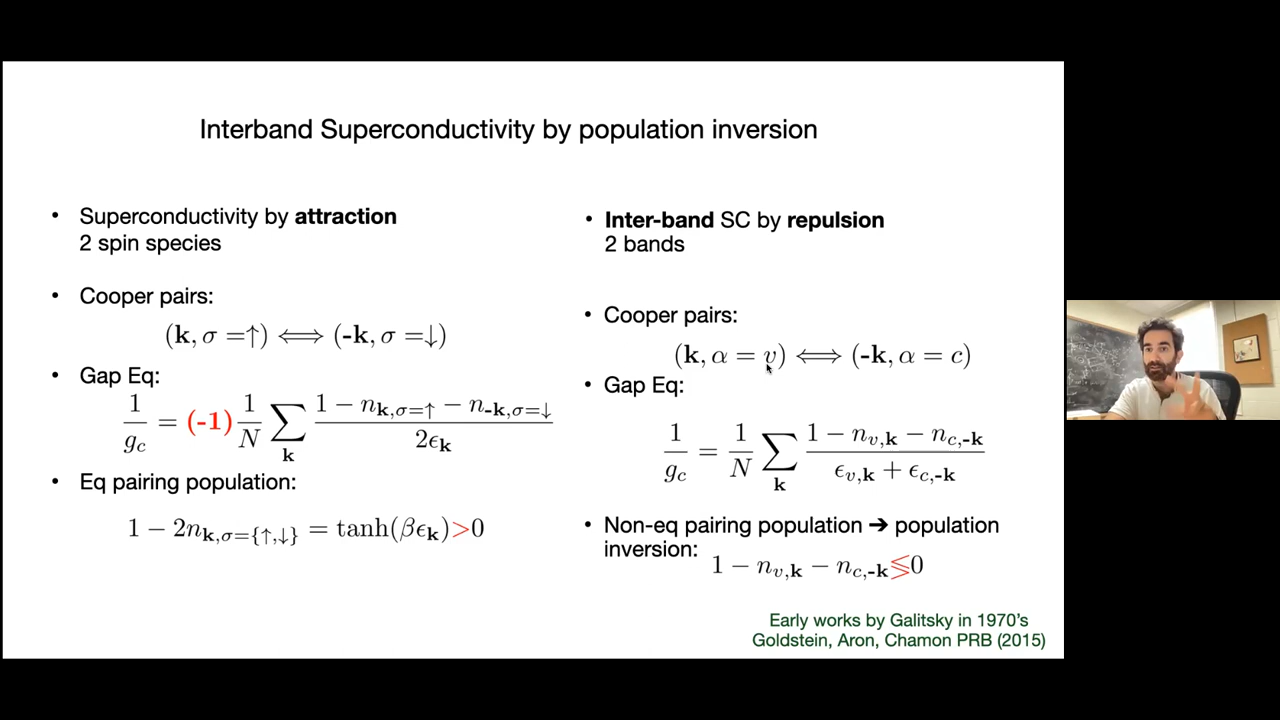 Interband Superconductivity by population inversion
• Superconductivity by attraction
2 spin species
• Cooper pairs:
(k, σ =↑) ⟺ (-k, σ =↓)
• Gap Eq:
1/g_c = (-1) 1/N ∑_k (1 − n_{k,σ=↑} − n_{-k,σ=↓})/(2ϵ_k)
• Eq pairing population:
1 − 2n_{k,σ={↑,↓}} = tanh(βϵ_k)>0
• Inter-band SC by repulsion
2 bands
• Cooper pairs:
(k, α = v) ⟺ (-k, α = c)
• Gap Eq:
1/g_c = 1/N ∑_k (1 − n_{v,k} − n_{c,-k})/(ϵ_{v,k} + ϵ_{c,-k})
• Non-eq pairing population ➔ population
inversion:
1 − n_{v,k} − n_{c,-k}≶0
Early works by Galitsky in 1970's
Goldstein, Aron, Chamon PRB (2015)